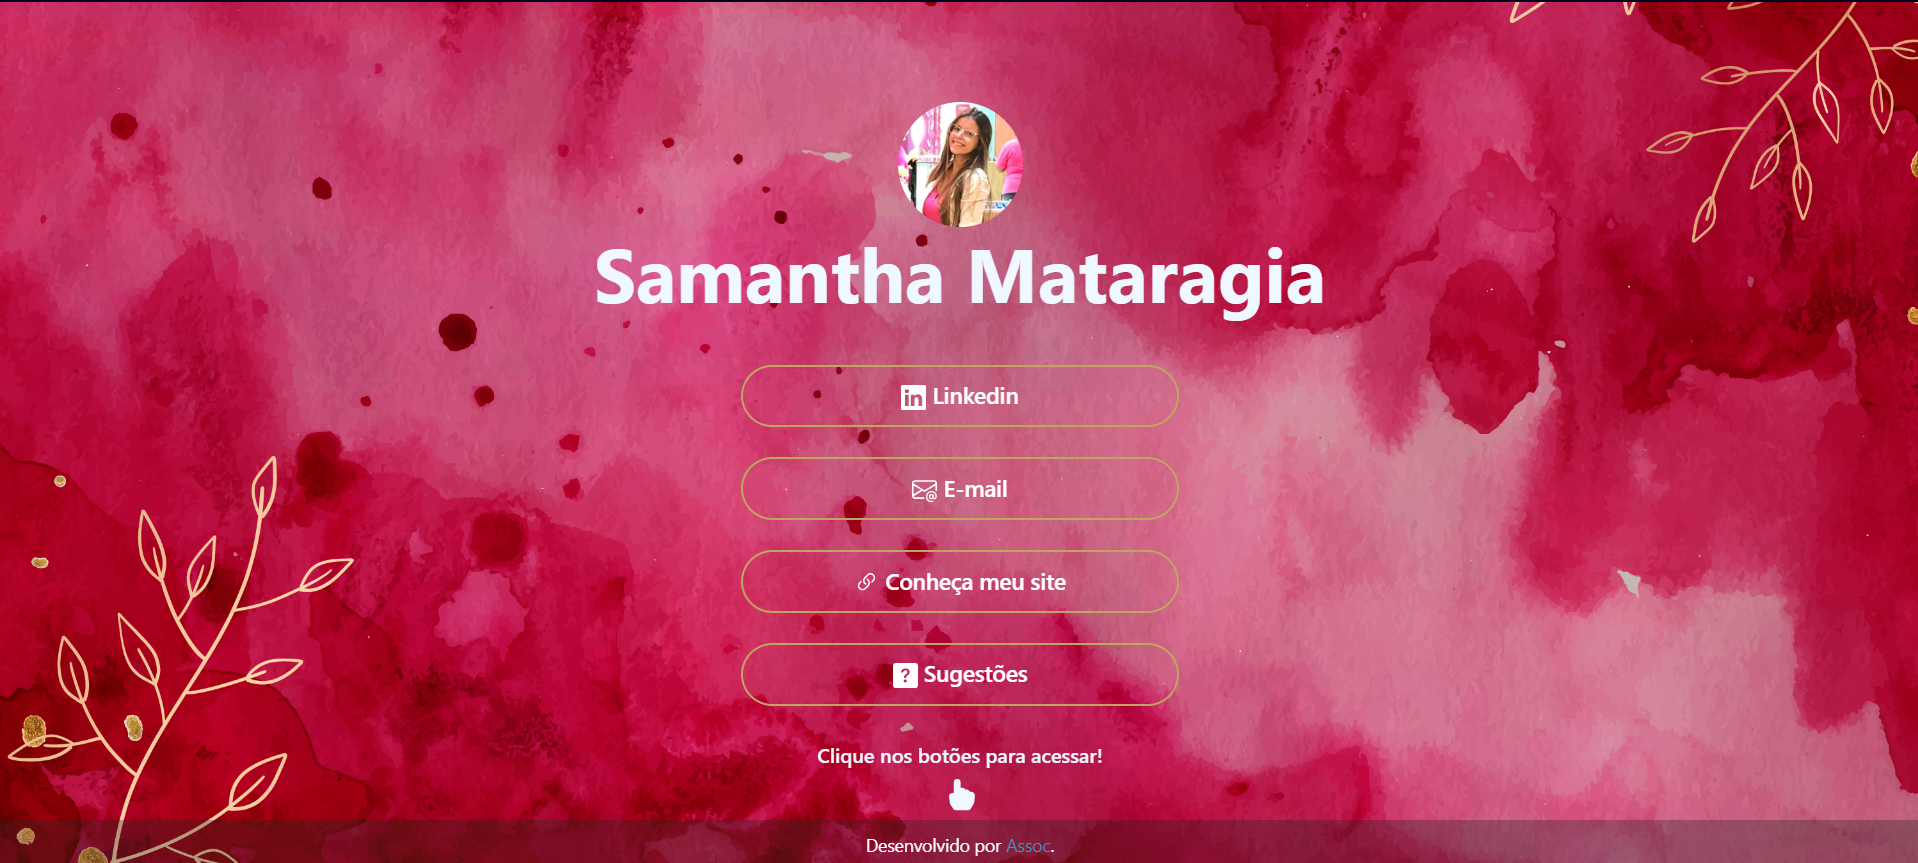 Samantha Mataragia
Linkedin
E-mail
Conheça meu site
Sugestões
Clique nos botões para acessar!
Desenvolvido por Assoc.